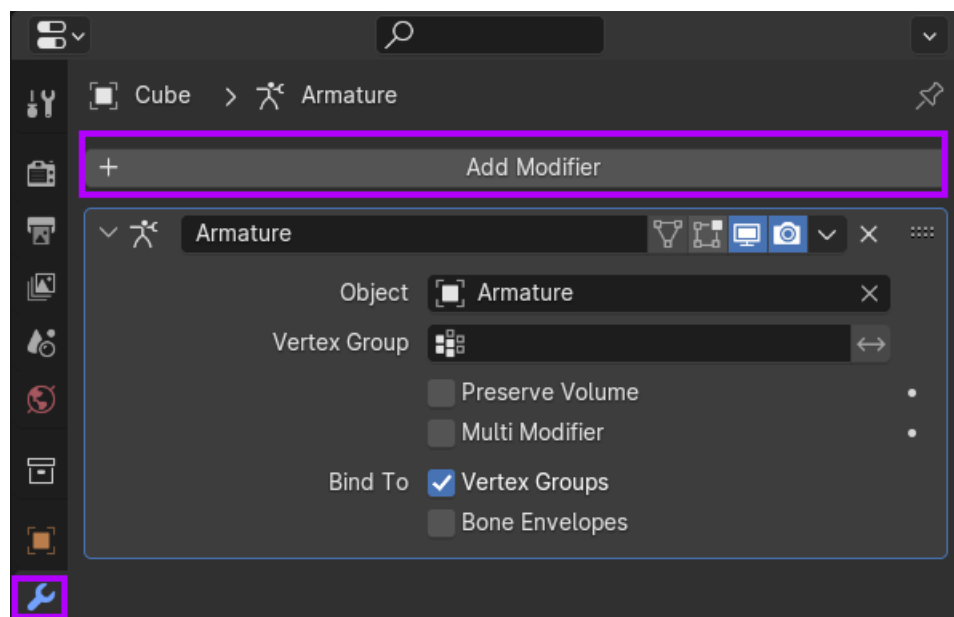 Cube > Armature
+ Add Modifier
Armature
Object Armature
Vertex Group
Preserve Volume
Multi Modifier
Bind To Vertex Groups
Bone Envelopes